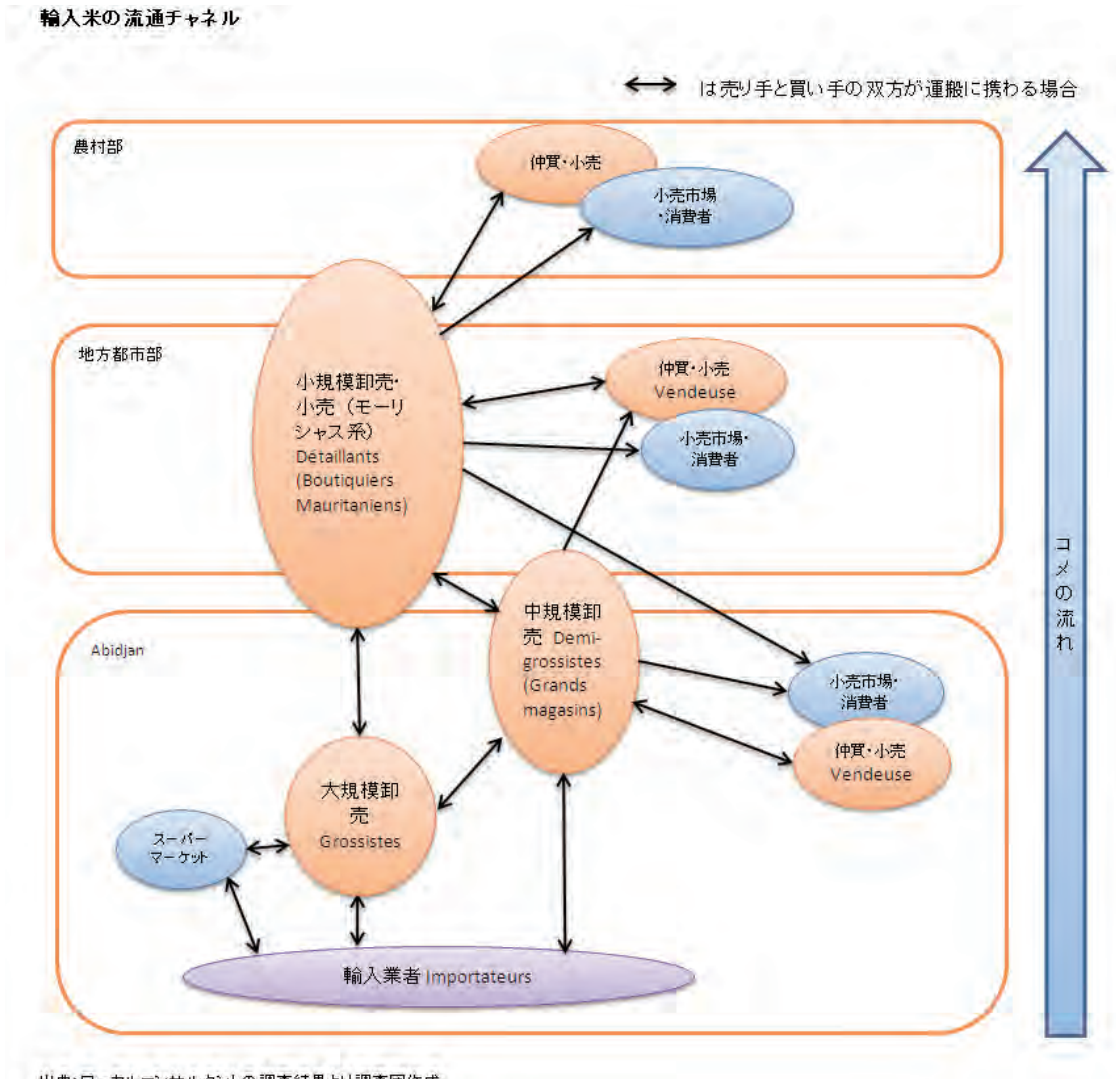 輸入米の流通チャネル
は売り手と買い手の双方が運搬に携わる場合
農村部
仲買・小売
小売市場
・消費者
地方都市部
小規模卸売・
小売（モーリ
シャス系）
Détaillants
(Boutiquiers
Mauritaniens)
仲買・小売
Vendeuse
小売市場・
消費者
コメの流れ
Abidjan
中規模卸
売 Demi-
grossistes
(Grands
magasins)
小売市場・
消費者
仲買・小売
Vendeuse
大規模卸
売
Grossistes
スーパー
マーケット
輸入業者 Importateurs